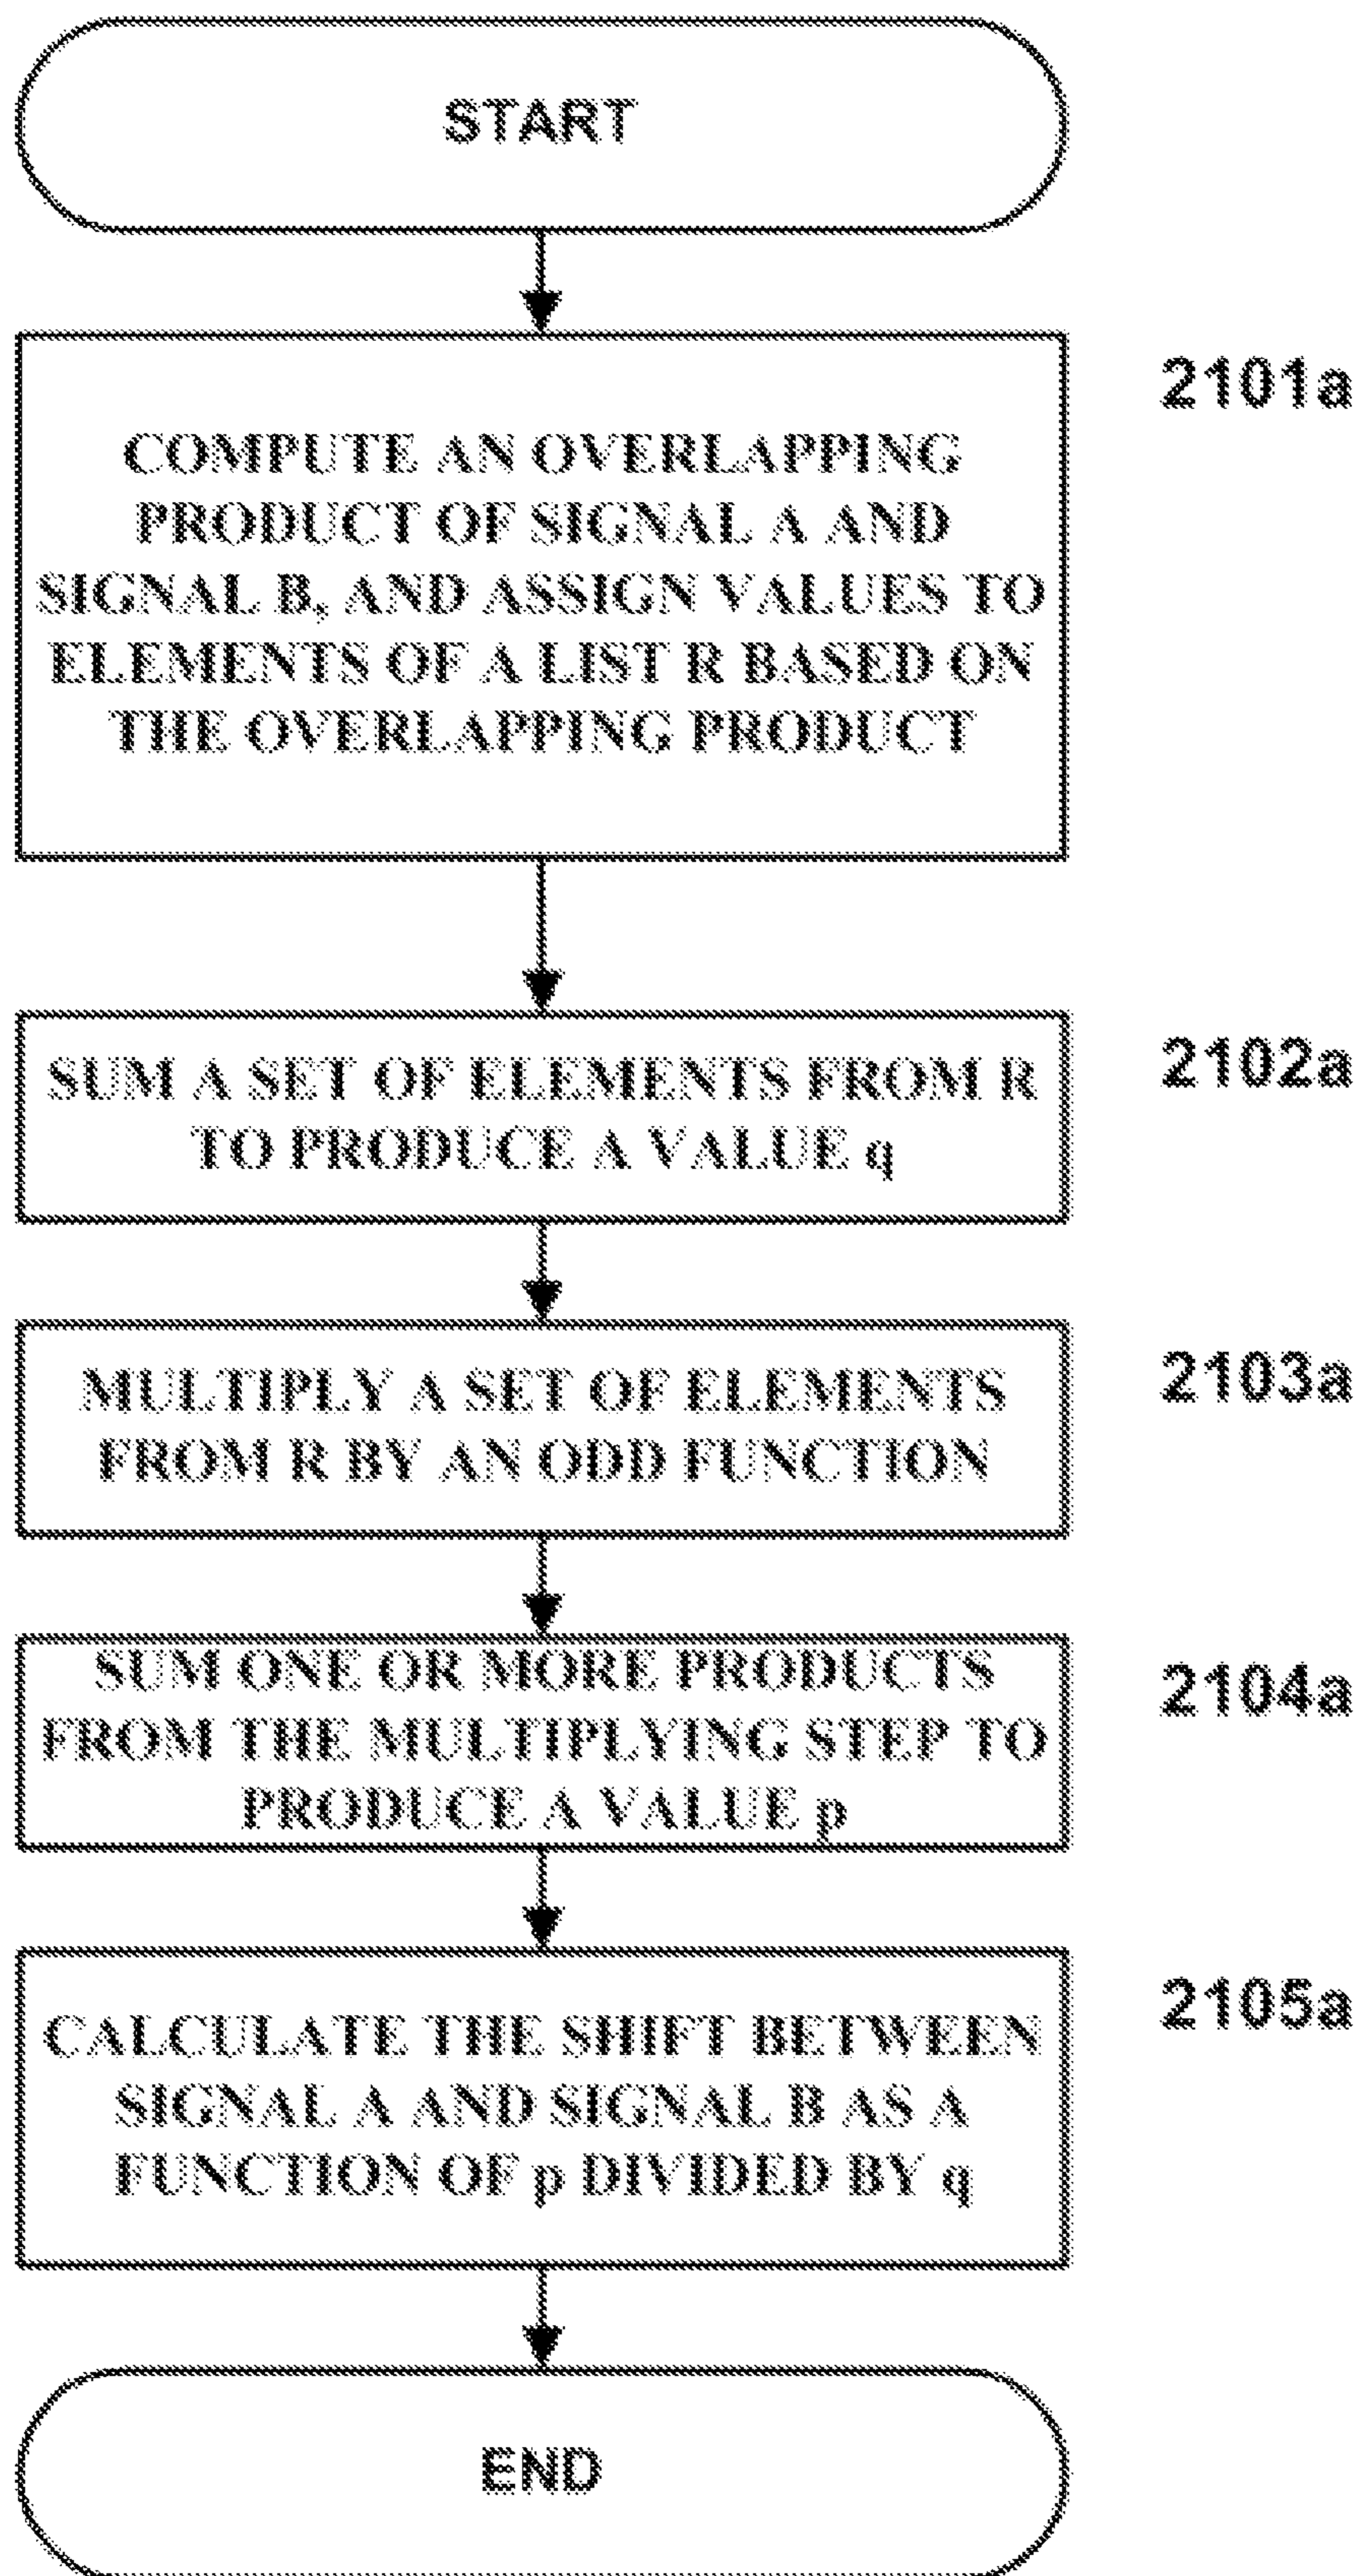 START
2101a
COMPUTE AN OVERLAPPING
PRODUCT OF SIGNAL A AND
SIGNAL B, AND ASSIGN VALUES TO
ELEMENTS OF A LIST R BASED ON
THE OVERLAPPING PRODUCT
2102a
SUM A SET OF ELEMENTS FROM R
TO PRODUCE A VALUE q
2103a
MULTIPLY A SET OF ELEMENTS
FROM R BY AN ODD FUNCTION
2104a
SUM ONE OR MORE PRODUCTS
FROM THE MULTIPLYING STEP TO
PRODUCE A VALUE p
2105a
CALCULATE THE SHIFT BETWEEN
SIGNAL A AND SIGNAL B AS A
FUNCTION OF p DIVIDED BY q
END